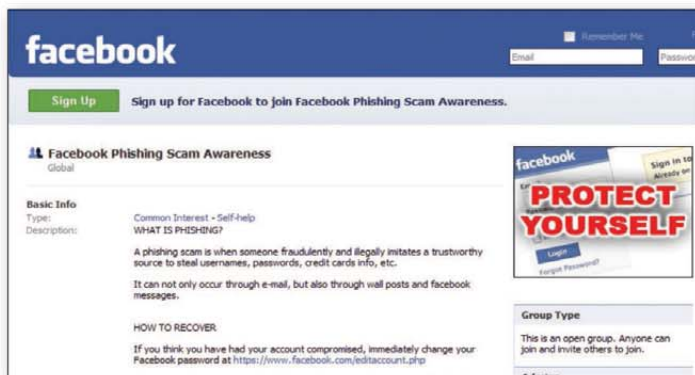 facebook
Remember Me
Email
Passwor
Sign Up
Sign up for Facebook to join Facebook Phishing Scam Awareness.
Facebook Phishing Scam Awareness
Global
Basic Info
Type: Common Interest - Self-help
Description: WHAT IS PHISHING?
A phishing scam is when someone fraudulently and illegally imitates a trustworthy
source to steal usernames, passwords, credit cards info, etc.
It can not only occur through e-mail, but also through wall posts and facebook
messages.
HOW TO RECOVER
If you think you have had your account compromised, immediately change your
Facebook password at https://www.facebook.com/editaccount.php
facebook
Sign in to
Already on
PROTECT
YOURSELF
Login
Forgot Password?
Group Type
This is an open group. Anyone can
join and invite others to join.